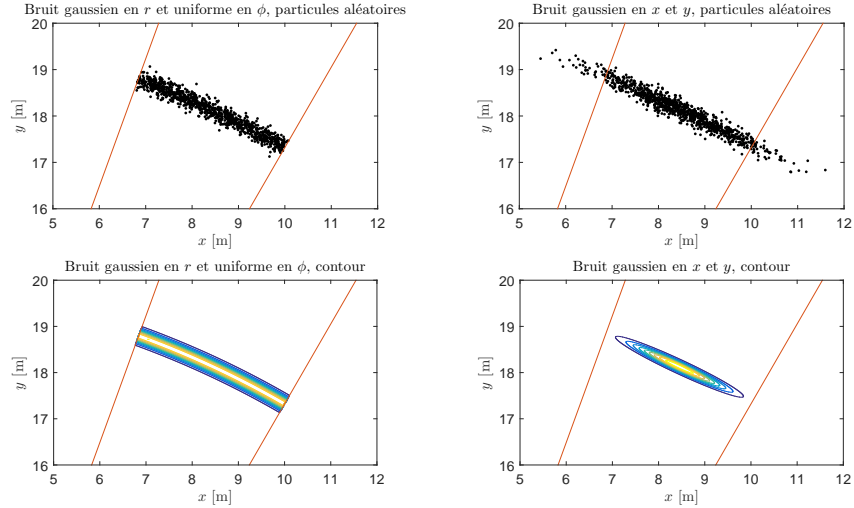 Bruit gaussien en r et uniforme en ϕ, particules aléatoires
20
19
18
17
16
y [m]
5 6 7 8 9 10 11 12
x [m]
Bruit gaussien en x et y, particules aléatoires
20
19
18
17
16
y [m]
5 6 7 8 9 10 11 12
x [m]
Bruit gaussien en r et uniforme en ϕ, contour
20
19
18
17
16
y [m]
5 6 7 8 9 10 11 12
x [m]
Bruit gaussien en x et y, contour
20
19
18
17
16
y [m]
5 6 7 8 9 10 11 12
x [m]